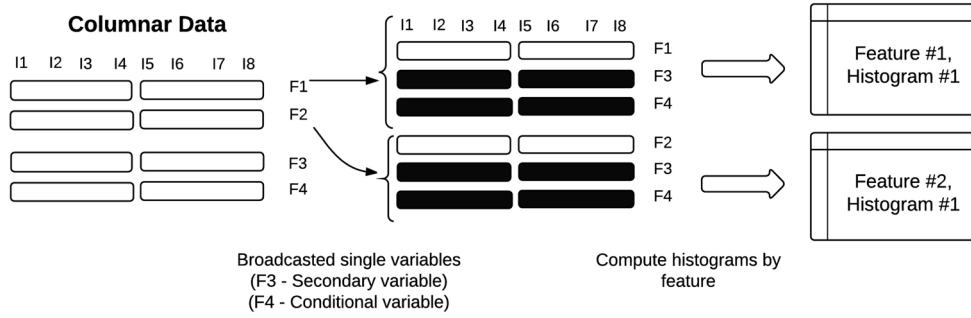 Columnar Data
I1 I2 I3 I4 I5 I6 I7 I8
F1
F2
F3
F4
I1 I2 I3 I4 I5 I6 I7 I8
F1
F3
F4
F2
F3
F4
Feature #1,
Histogram #1
Feature #2,
Histogram #1
Broadcasted single variables
(F3 - Secondary variable)
(F4 - Conditional variable)
Compute histograms by
feature